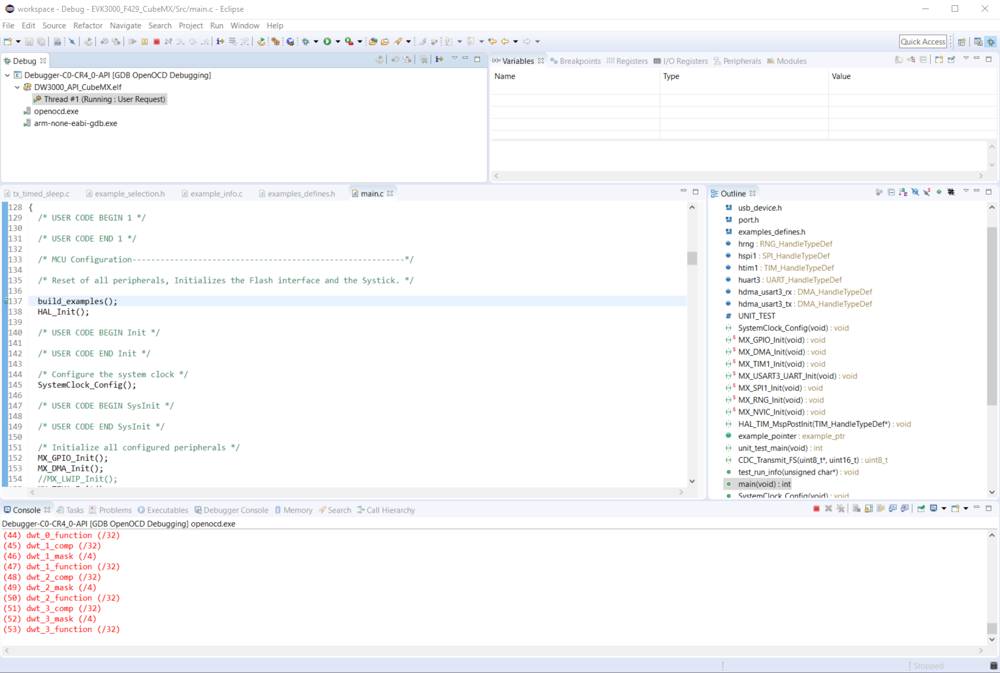 workspace - Debug - EVK3000_F429_CubeMX/Src/main.c - Eclipse
File Edit Source Refactor Navigate Search Project Run Window Help
Quick Access
Debug
Debugger-C0-CR4_0-API [GDB OpenOCD Debugging]
DW3000_API_CubeMX.elf
Thread #1 (Running : User Request)
openocd.exe
arm-none-eabi-gdb.exe
(x)= Variables Breakpoints Registers I/O Registers Peripherals Modules
Name Type Value
tx_timed_sleep.c example_selection.h example_info.c examples_defines.h main.c
128 {
129 /* USER CODE BEGIN 1 */
130
131 /* USER CODE END 1 */
132
133 /* MCU Configuration----------------------------------------------------------*/
134
135 /* Reset of all peripherals, Initializes the Flash interface and the Systick. */
136
137 build_examples();
138 HAL_Init();
139
140 /* USER CODE BEGIN Init */
141
142 /* USER CODE END Init */
143
144 /* Configure the system clock */
145 SystemClock_Config();
146
147 /* USER CODE BEGIN SysInit */
148
149 /* USER CODE END SysInit */
150
151 /* Initialize all configured peripherals */
152 MX_GPIO_Init();
153 MX_DMA_Init();
154 //MX_LWIP_Init();
Outline
usb_device.h
port.h
examples_defines.h
hrng : RNG_HandleTypeDef
hspi1 : SPI_HandleTypeDef
htim1 : TIM_HandleTypeDef
huart3 : UART_HandleTypeDef
hdma_usart3_rx : DMA_HandleTypeDef
hdma_usart3_tx : DMA_HandleTypeDef
# UNIT_TEST
SystemClock_Config(void) : void
MX_GPIO_Init(void) : void
MX_DMA_Init(void) : void
MX_TIM1_Init(void) : void
MX_USART3_UART_Init(void) : void
MX_SPI1_Init(void) : void
MX_RNG_Init(void) : void
MX_NVIC_Init(void) : void
HAL_TIM_MspPostInit(TIM_HandleTypeDef*) : void
example_pointer : example_ptr
unit_test_main(void) : int
CDC_Transmit_FS(uint8_t*, uint16_t) : uint8_t
test_run_info(unsigned char*) : void
main(void) : int
SystemClock_Config(void) : void
Console Tasks Problems Executables Debugger Console Memory Search Call Hierarchy
Debugger-C0-CR4_0-API [GDB OpenOCD Debugging] openocd.exe
(44) dwt_0_function (/32)
(45) dwt_1_comp (/32)
(46) dwt_1_mask (/4)
(47) dwt_1_function (/32)
(48) dwt_2_comp (/32)
(49) dwt_2_mask (/4)
(50) dwt_2_function (/32)
(51) dwt_3_comp (/32)
(52) dwt_3_mask (/4)
(53) dwt_3_function (/32)
Stopped